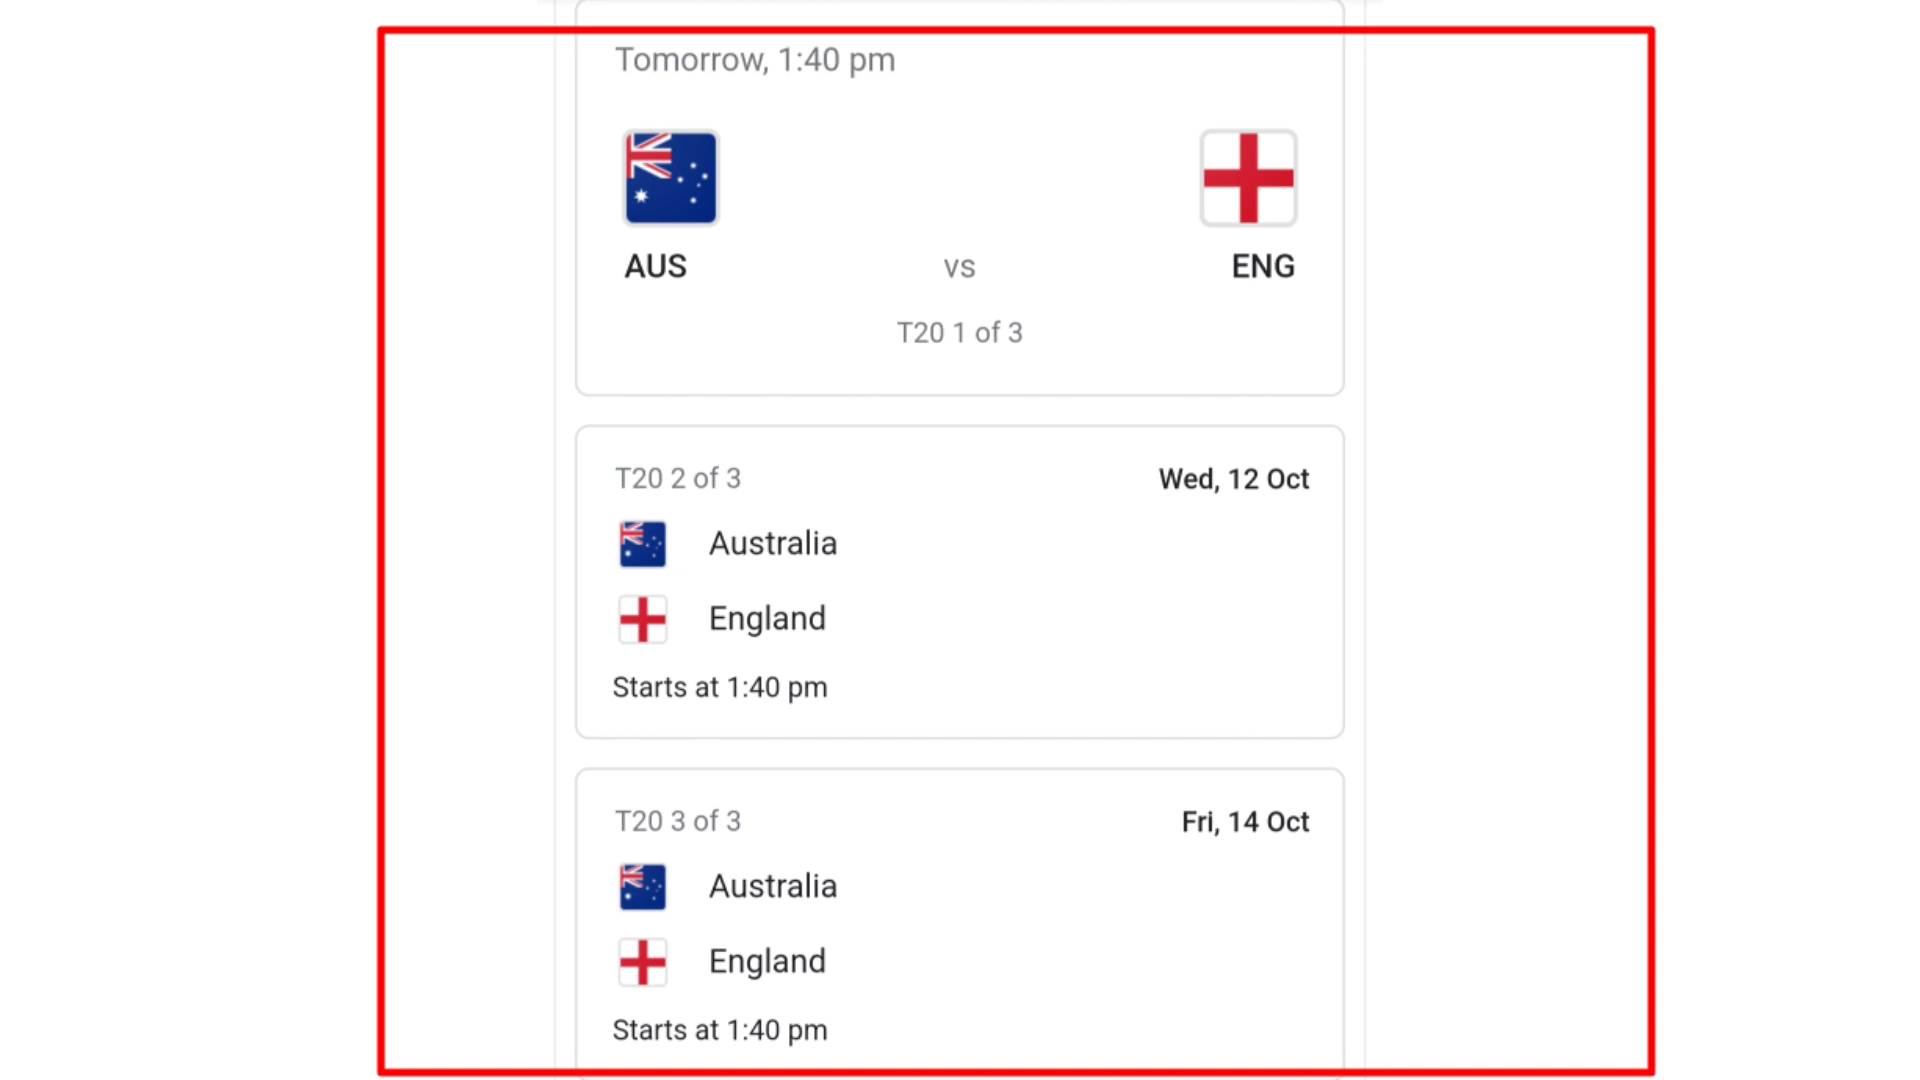 Tomorrow, 1:40 pm
AUS vs ENG
T20 1 of 3
T20 2 of 3 Wed, 12 Oct
Australia
England
Starts at 1:40 pm
T20 3 of 3 Fri, 14 Oct
Australia
England
Starts at 1:40 pm